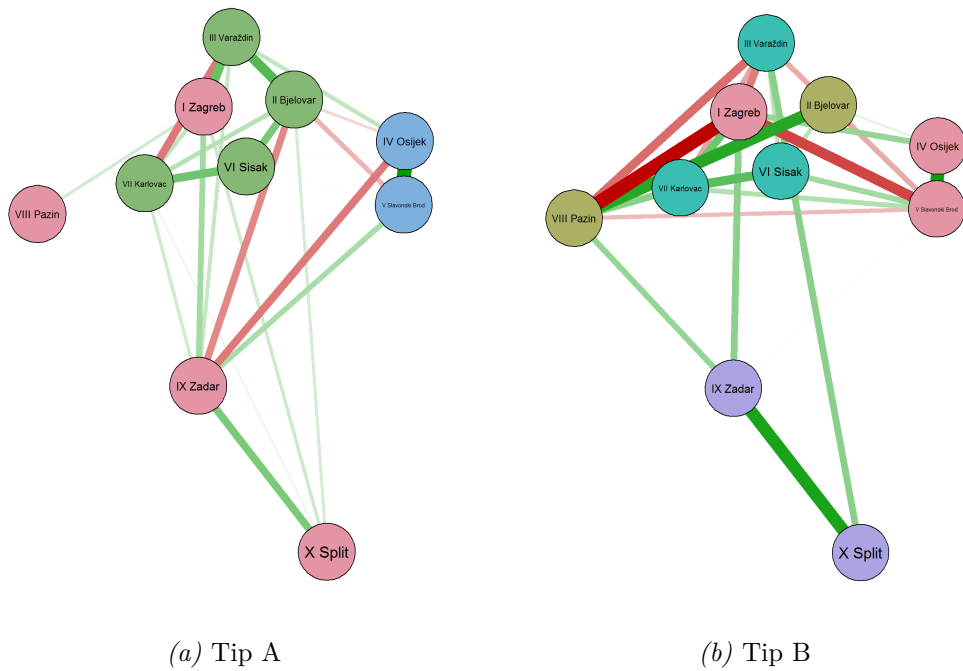 III Varaždin
I Zagreb
II Bjelovar
IV Osijek
VI Sisak
VII Karlovac
V Slavonski Brod
VIII Pazin
IX Zadar
X Split
(a) Tip A
III Varaždin
I Zagreb
II Bjelovar
IV Osijek
VI Sisak
VII Karlovac
V Slavonski Brod
VIII Pazin
IX Zadar
X Split
(b) Tip B